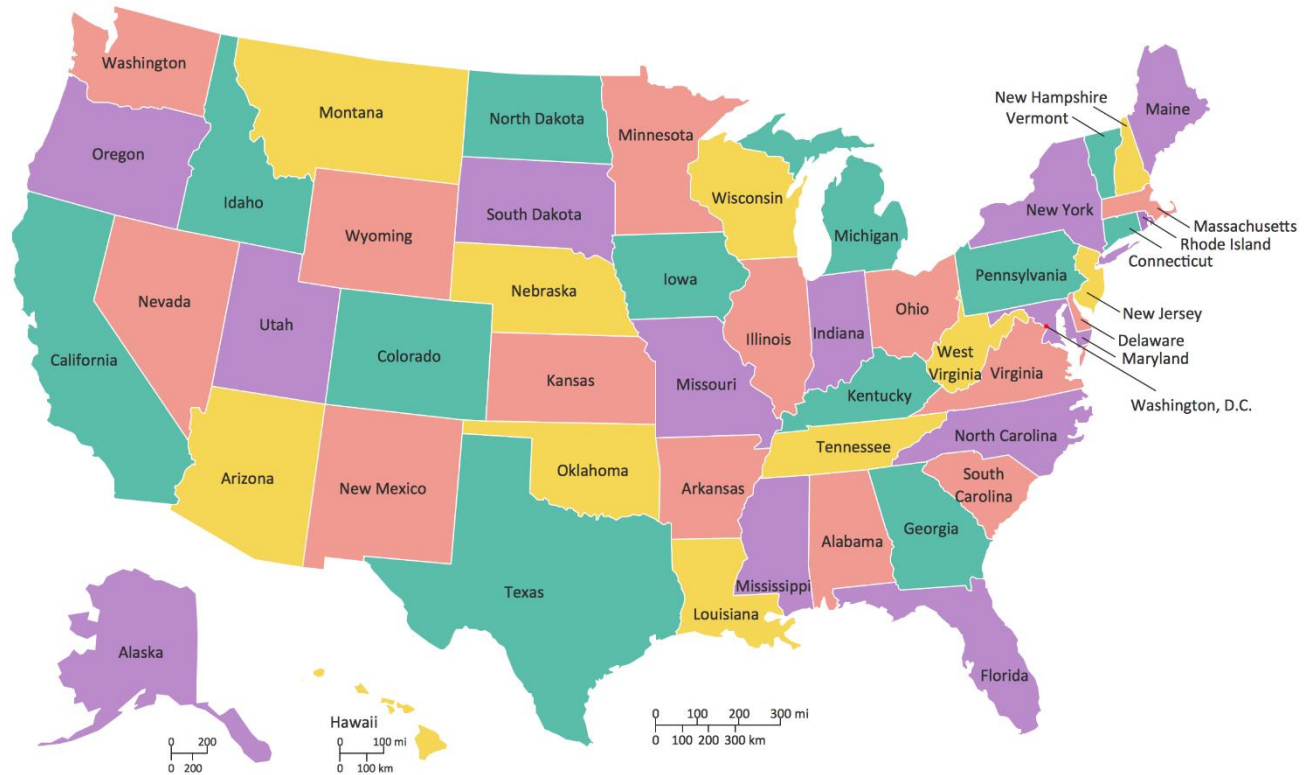 Washington
Montana
North Dakota
Minnesota
New Hampshire
Vermont
Maine
Oregon
Idaho
Wisconsin
South Dakota
New York
Wyoming
Michigan
Massachusetts
Rhode Island
Connecticut
Pennsylvania
Iowa
Nebraska
Nevada
Ohio
New Jersey
Utah
Indiana
Illinois
Delaware
Maryland
California
Colorado
West
Virginia
Virginia
Kansas
Missouri
Kentucky
Washington, D.C.
North Carolina
Tennessee
Oklahoma
Arizona
New Mexico
Arkansas
South
Carolina
Georgia
Alabama
Mississippi
Texas
Louisiana
Alaska
Florida
Hawaii
0 200
0 200
0 100 mi
0 100 km
0 100 200 300 mi
0 100 200 300 km